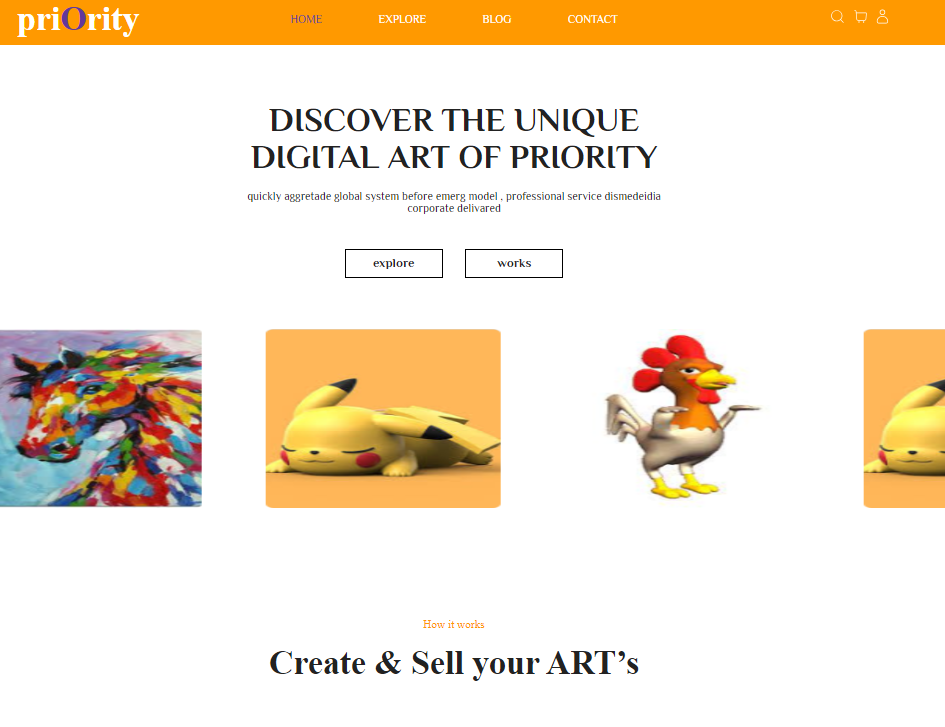 priOrity
HOME EXPLORE BLOG CONTACT
DISCOVER THE UNIQUE
DIGITAL ART OF PRIORITY
quickly aggretade global system before emerg model , professional service dismedeidia
corporate delivared
explore works
How it works
Create & Sell your ART’s